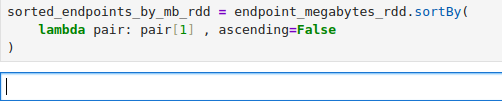 sorted_endpoints_by_mb_rdd = endpoint_megabytes_rdd.sortBy(
    lambda pair: pair[1] , ascending=False
)